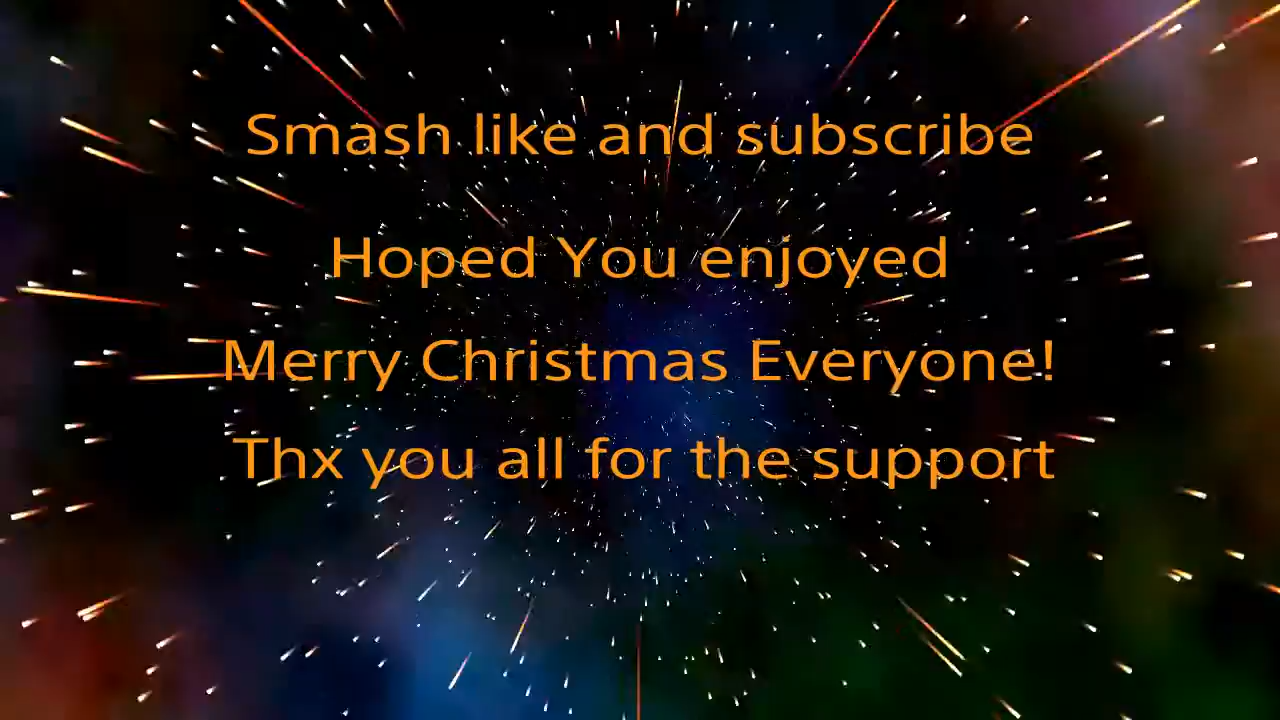 Smash like and subscribe
Hoped You enjoyed
Merry Christmas Everyone!
Thx you all for the support